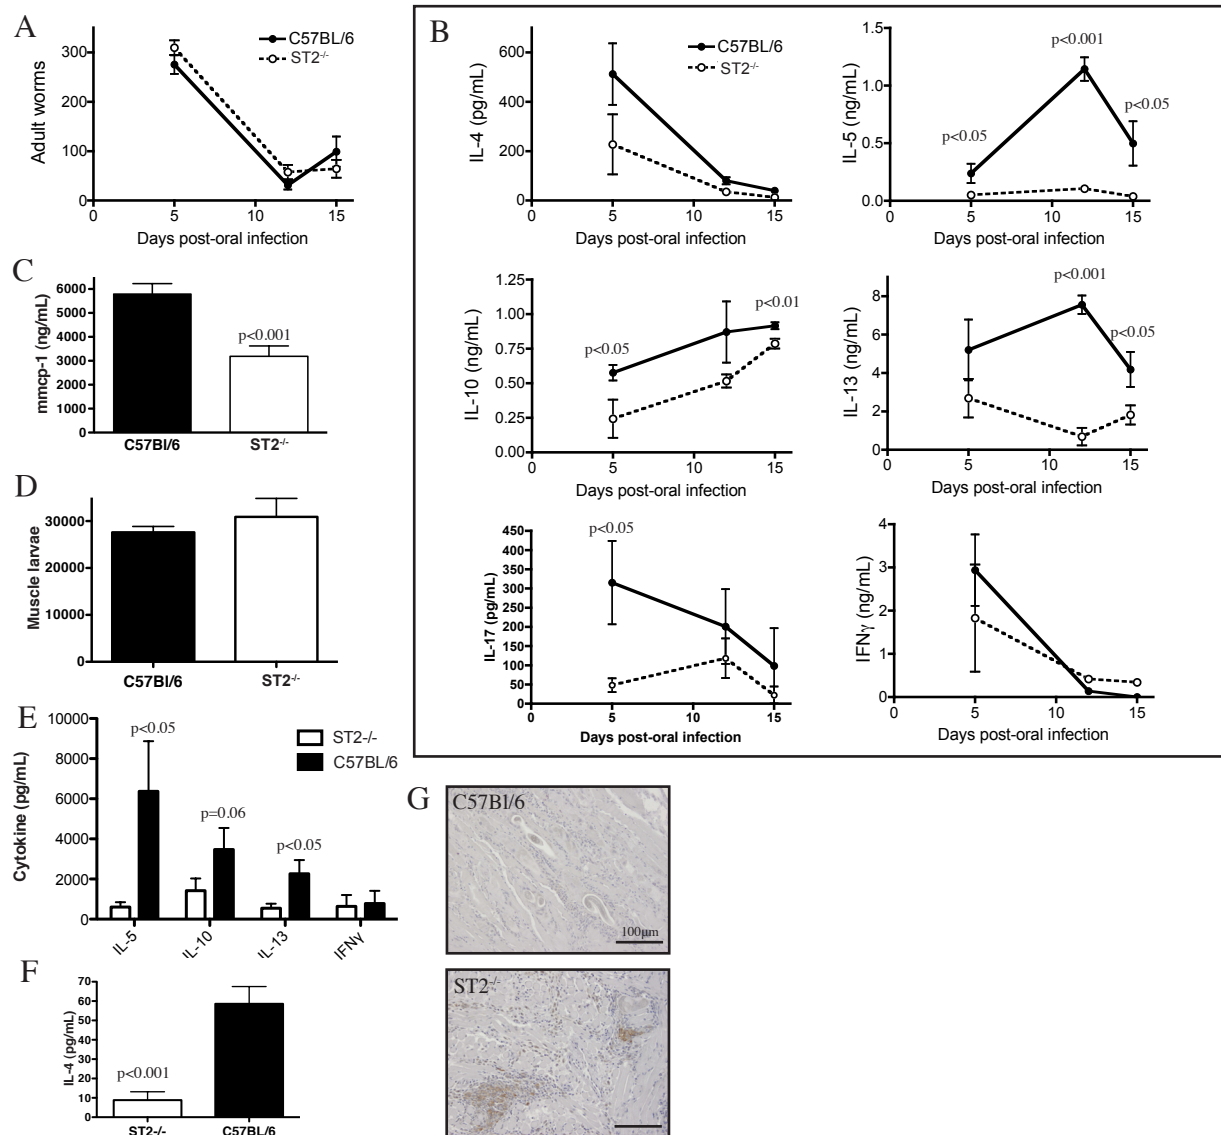 A
C57BL/6
ST2-/-
Adult worms
300
200
100
0
0 5 10 15
Days post-oral infection
B
C57BL/6
ST2-/-
IL-4 (pg/mL)
600
400
200
0
0 5 10 15
Days post-oral infection
IL-5 (ng/mL)
1.5
1.0
0.5
0.0
p<0.05
p<0.001
p<0.05
0 5 10 15
Days post-oral infection
IL-10 (ng/mL)
1.25
1.00
0.75
0.50
0.25
0.00
p<0.05
p<0.01
0 5 10 15
Days post-oral infection
IL-13 (ng/mL)
8
6
4
2
0
p<0.001
p<0.05
0 5 10 15
Days post-oral infection
IL-17 (pg/mL)
450
400
350
300
250
200
150
100
50
0
p<0.05
0 5 10 15
Days post-oral infection
IFNγ (ng/mL)
4
3
2
1
0
0 5 10 15
Days post-oral infection
C
mmcp-1 (ng/mL)
6000
5000
4000
3000
2000
1000
0
p<0.001
C57Bl/6 ST2-/-
D
Muscle larvae
30000
20000
10000
0
C57Bl/6 ST2-/-
E
Cytokine (pg/mL)
10000
8000
6000
4000
2000
0
ST2-/-
C57BL/6
p<0.05
p=0.06
p<0.05
IL-5 IL-10 IL-13 IFNγ
F
IL-4 (pg/mL)
70
60
50
40
30
20
10
0
p<0.001
ST2-/- C57BL/6
G
C57Bl/6
100μm
ST2-/-